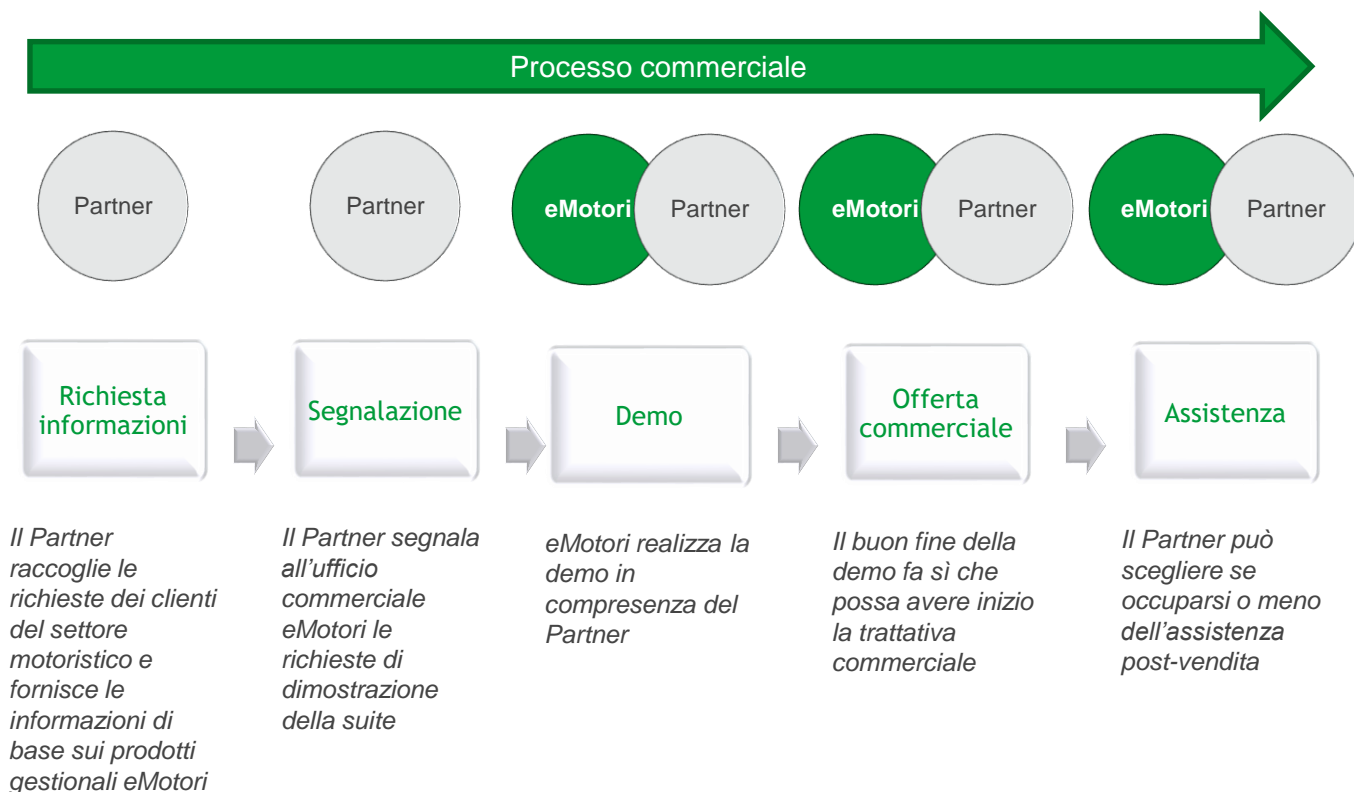 Processo commerciale
Partner
Partner
eMotori
Partner
eMotori
Partner
eMotori
Partner
Richiesta
informazioni
Segnalazione
Demo
Offerta
commerciale
Assistenza
Il Partner
raccoglie le
richieste dei clienti
del settore
motoristico e
fornisce le
informazioni di
base sui prodotti
gestionali eMotori
Il Partner segnala
all’ufficio
commerciale
eMotori le
richieste di
dimostrazione
della suite
eMotori realizza la
demo in
compresenza del
Partner
Il buon fine della
demo fa sì che
possa avere inizio
la trattativa
commerciale
Il Partner può
scegliere se
occuparsi o meno
dell’assistenza
post-vendita